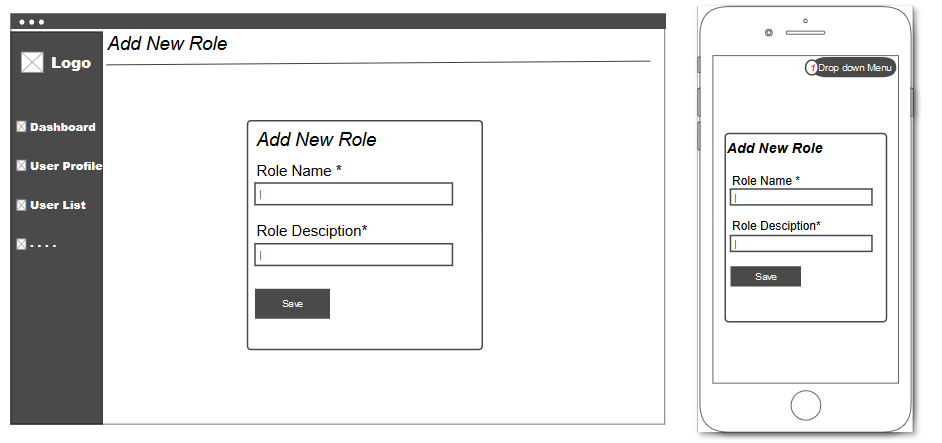 Add New Role
Logo
Dashboard
User Profile
User List
. . . .
Add New Role
Role Name *
Role Desciption*
Save
1 Drop down Menu
Add New Role
Role Name *
Role Desciption*
Save